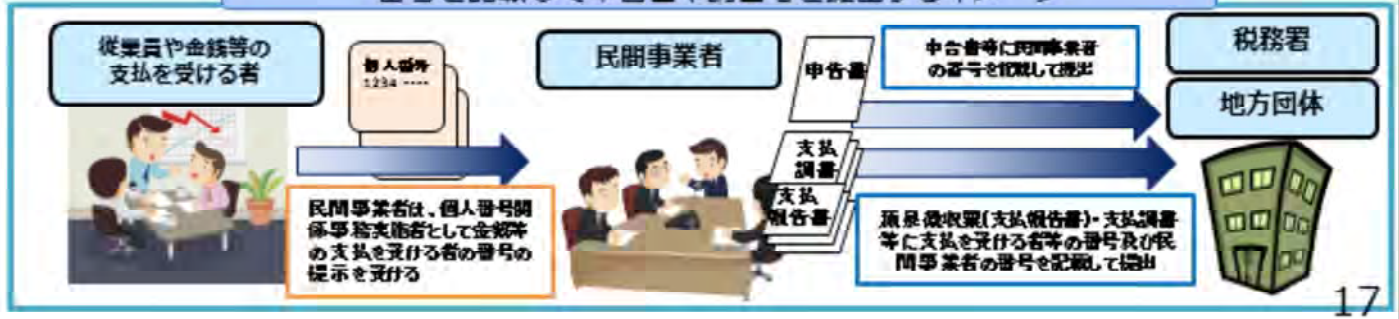 従業員や金銭等の
支払を受ける者
個人番号
1234 ----
民間事業者は、個人番号関
係事務実施者として金銭等
の支払を受ける者の番号の
提示を受ける
民間事業者
申告書
支払
調書
支払
報告書
申告書等に民間事業者
の番号を記載して提出
源泉徴収票(支払報告書)・支払調書
等に支払を受ける者等の番号及び民
間事業者の番号を記載して提出
税務署
地方団体
17